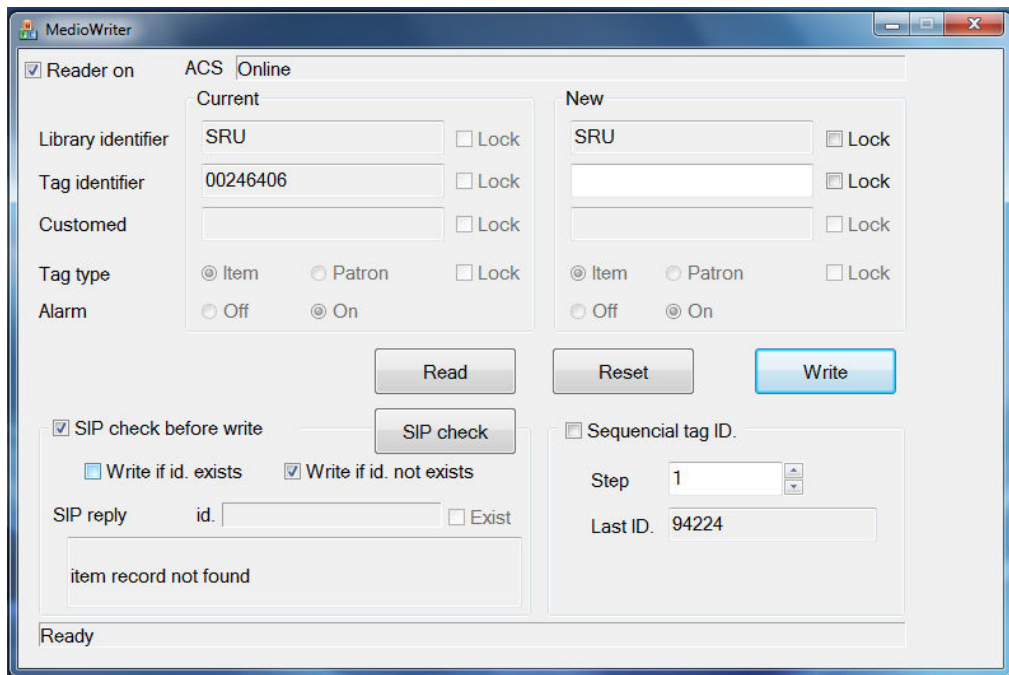 MedioWriter
Reader on ACS Online
Current New
Library identifier SRU Lock SRU Lock
Tag identifier 00246406 Lock Lock
Customed Lock Lock
Tag type Item Patron Lock Item Patron Lock
Alarm Off On Off On
Read Reset Write
SIP check before write SIP check Sequencial tag ID.
Write if id. exists Write if id. not exists
Step 1
SIP reply id. Exist
Last ID. 94224
item record not found
Ready